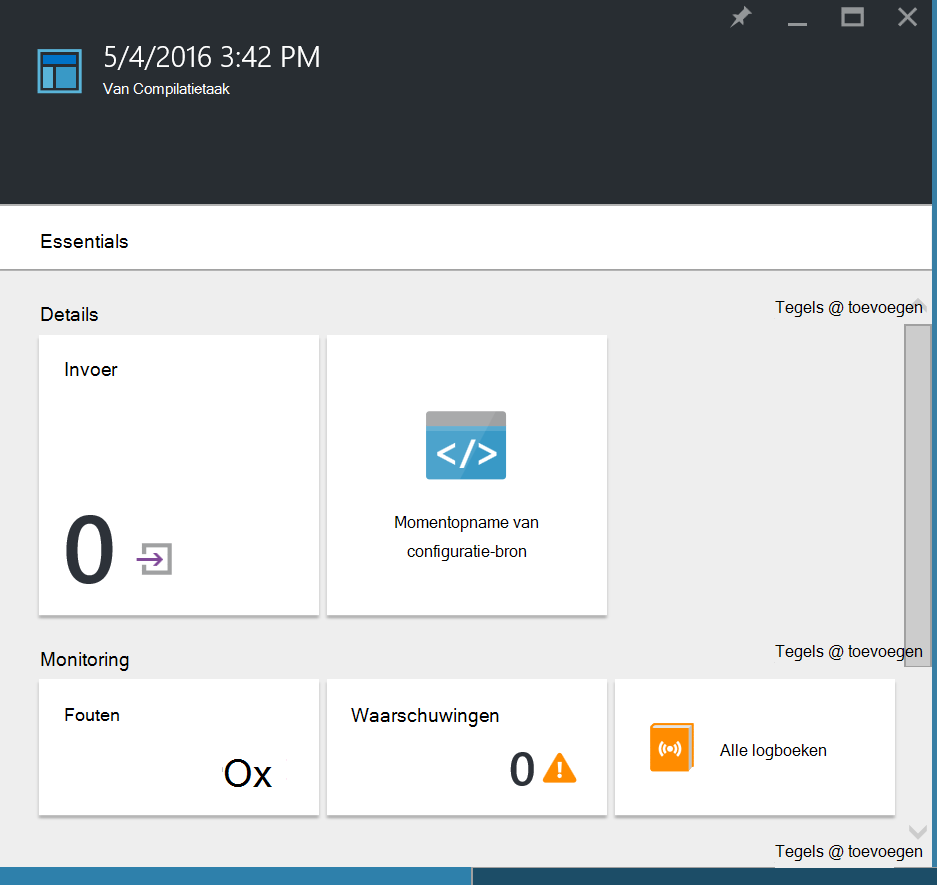 5/4/2016 3:42 PM
Van Compilatietaak
Essentials
Details
Tegels @ toevoegen
Invoer
0
</>
Momentopname van
configuratie-bron
Monitoring
Tegels @ toevoegen
Fouten
Ox
Waarschuwingen
0
Alle logboeken
Tegels @ toevoegen